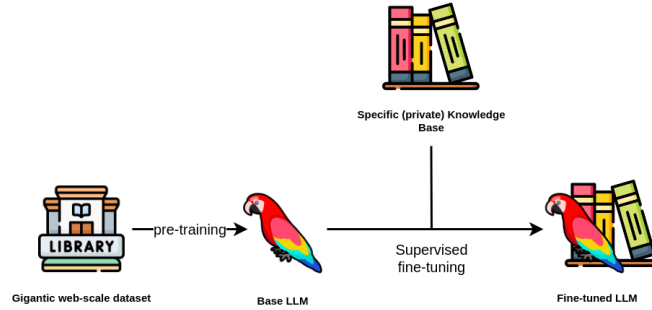 Specific (private) Knowledge
Base
LIBRARY
pre-training
Supervised
fine-tuning
Gigantic web-scale dataset
Base LLM
Fine-tuned LLM